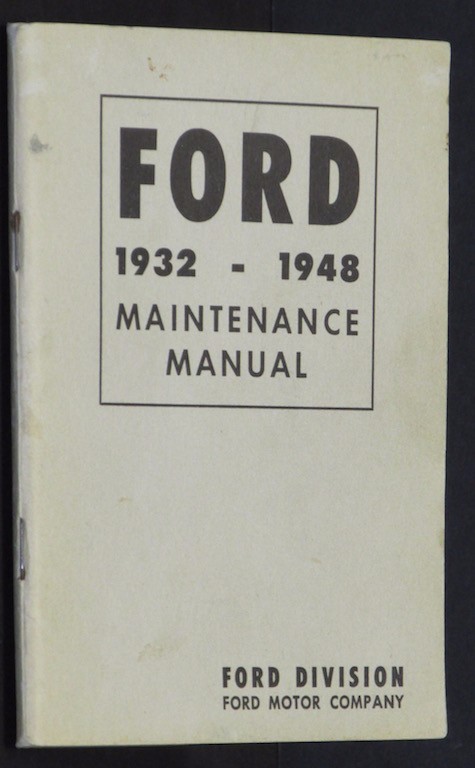 FORD
1932 - 1948
MAINTENANCE
MANUAL
FORD DIVISION
FORD MOTOR COMPANY